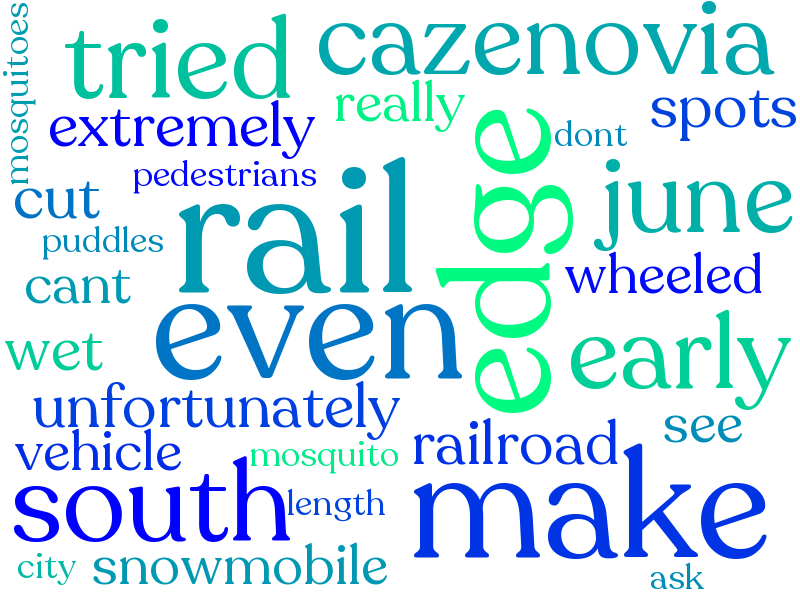 mosquitoes
tried
cazenovia
extremely
really
spots
pedestrians
dont
cut
rail
edge
june
puddles
cant
wheeled
even
wet
early
unfortunately
see
vehicle
mosquito
railroad
south
length
make
city
snowmobile
ask